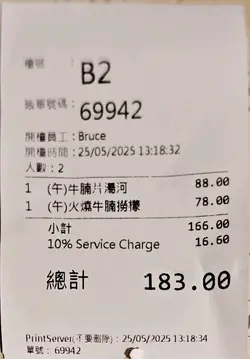 檯號 : B2
賬單號碼 : 69942
開檯員工 : Bruce
開檯時間 : 25/05/2025 13:18:32
人數 : 2
1 (午)牛腩片湯河 88.00
1 (午)火燒牛腩撈檬 78.00
小計 166.00
10% Service Charge 16.60
總計 183.00
PrintServer(不要刪除) : 25/05/2025 13:18:34
單號 : 69942